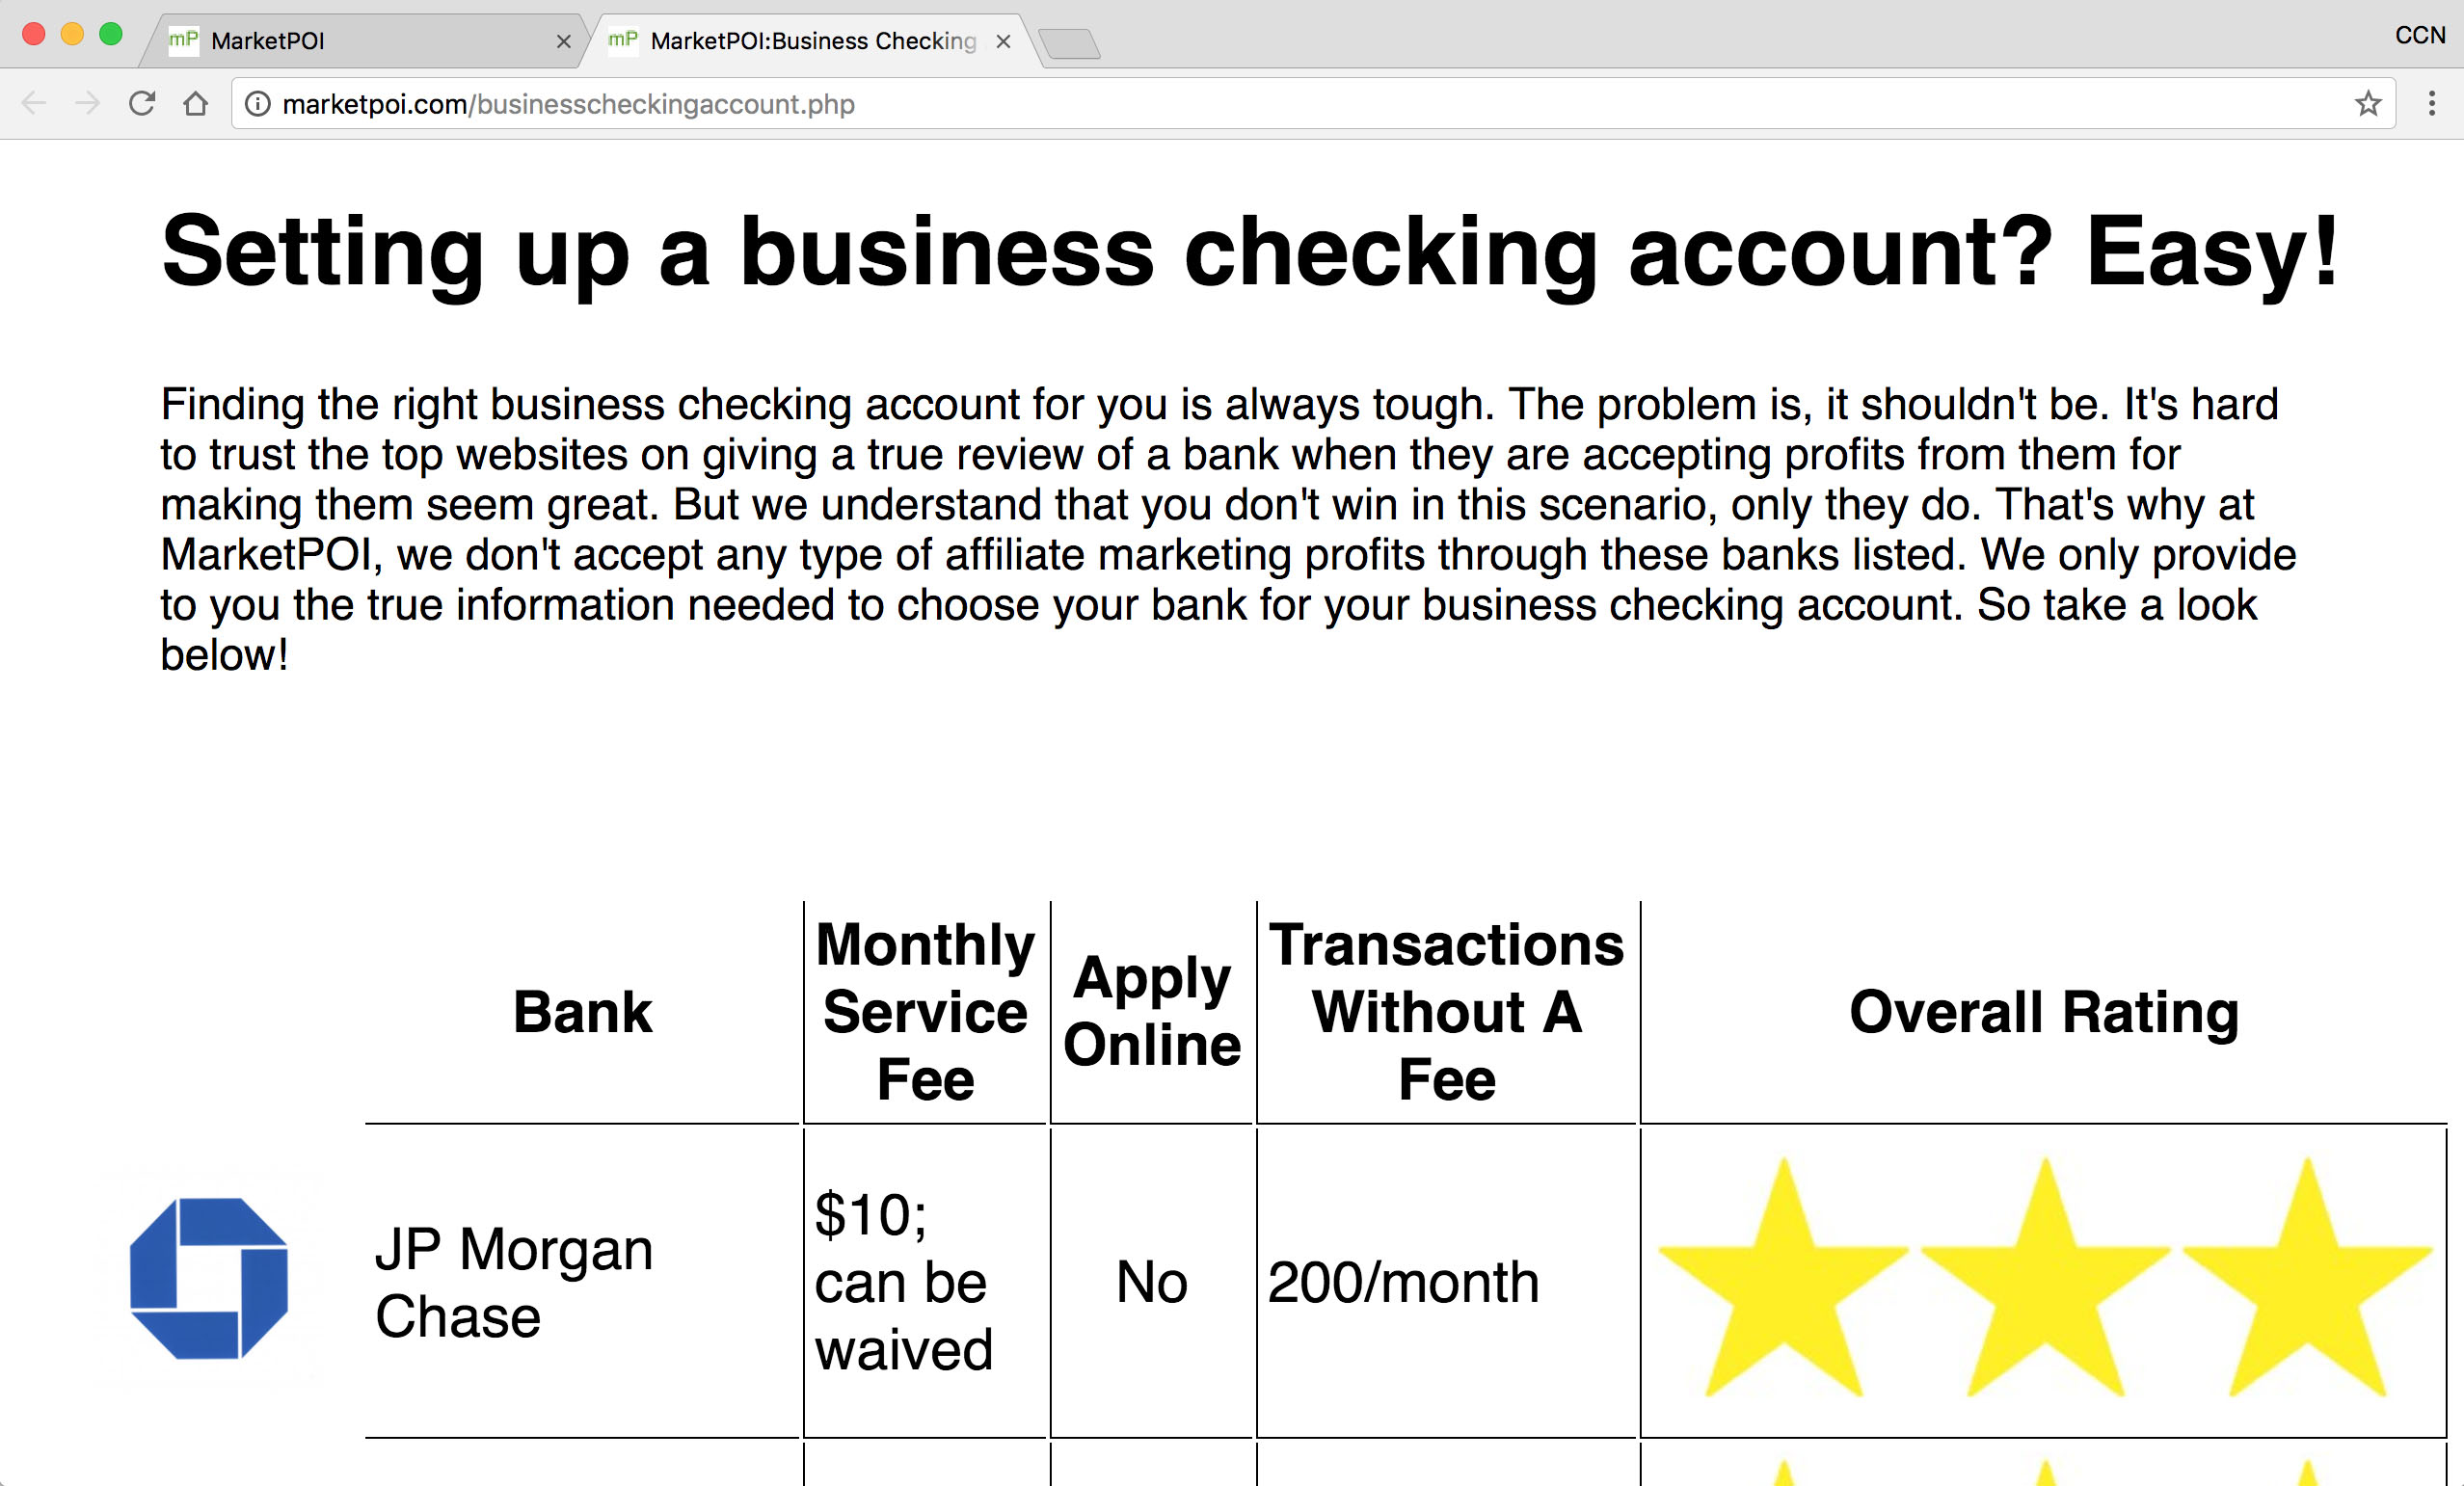 mP MarketPOI
mP MarketPOI:Business Checking
CCN
marketpoi.com/businesscheckingaccount.php
Setting up a business checking account? Easy!
Finding the right business checking account for you is always tough. The problem is, it shouldn't be. It's hard
to trust the top websites on giving a true review of a bank when they are accepting profits from them for
making them seem great. But we understand that you don't win in this scenario, only they do. That's why at
MarketPOI, we don't accept any type of affiliate marketing profits through these banks listed. We only provide
to you the true information needed to choose your bank for your business checking account. So take a look
below!
Bank
Monthly
Service
Fee
Apply
Online
Transactions
Without A
Fee
Overall Rating
JP Morgan
Chase
$10;
can be
waived
No
200/month